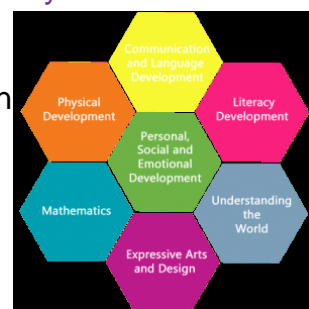 Communication
and Language
Development
Physical
Development
Literacy
Development
Personal,
Social and
Emotional
Development
Mathematics
Understanding
the
World
Expressive Arts
and Design